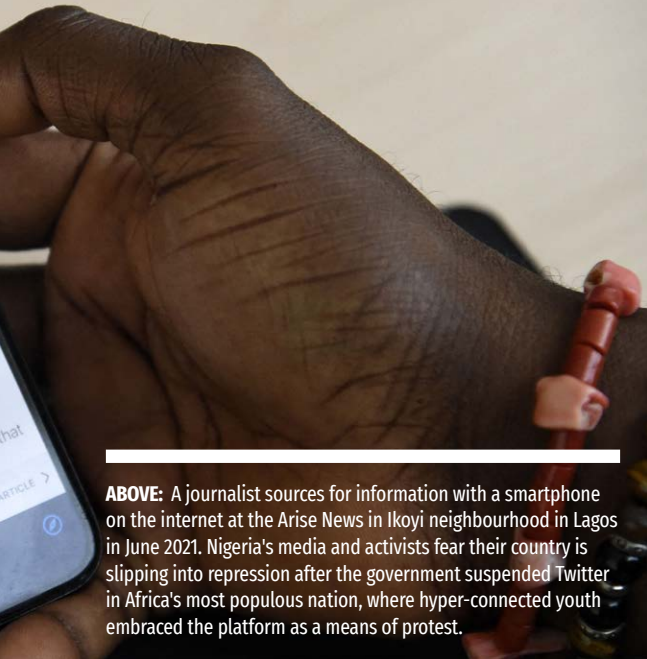 that
ARTICLE >
ABOVE: A journalist sources for information with a smartphone
on the internet at the Arise News in Ikoyi neighbourhood in Lagos
in June 2021. Nigeria's media and activists fear their country is
slipping into repression after the government suspended Twitter
in Africa's most populous nation, where hyper-connected youth
embraced the platform as a means of protest.